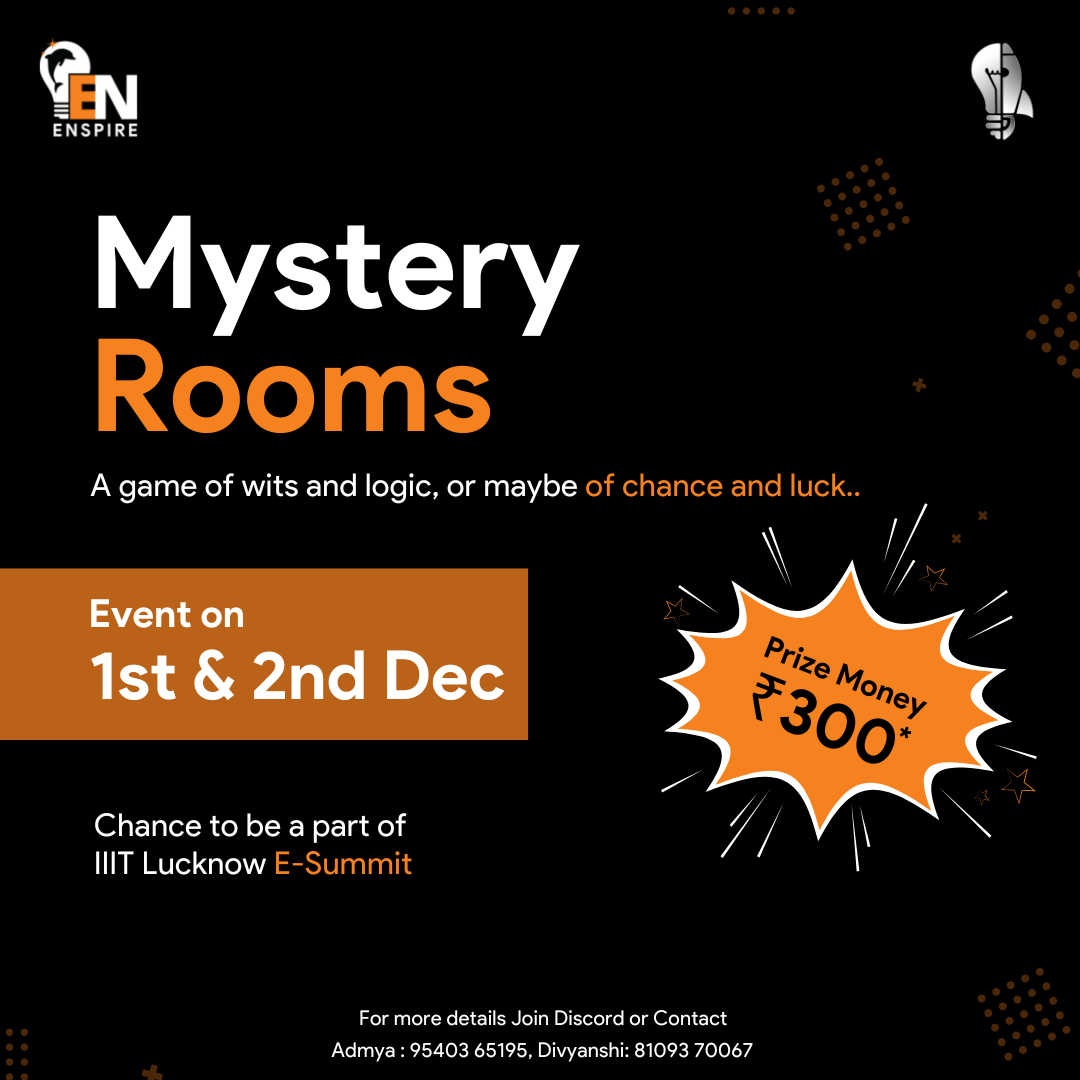 EN
ENSPIRE
Mystery
Rooms
A game of wits and logic, or maybe of chance and luck..
Event on
1st & 2nd Dec
Prize Money
₹300*
Chance to be a part of
IIIT Lucknow E-Summit
For more details Join Discord or Contact
Admya : 95403 65195, Divyanshi: 81093 70067